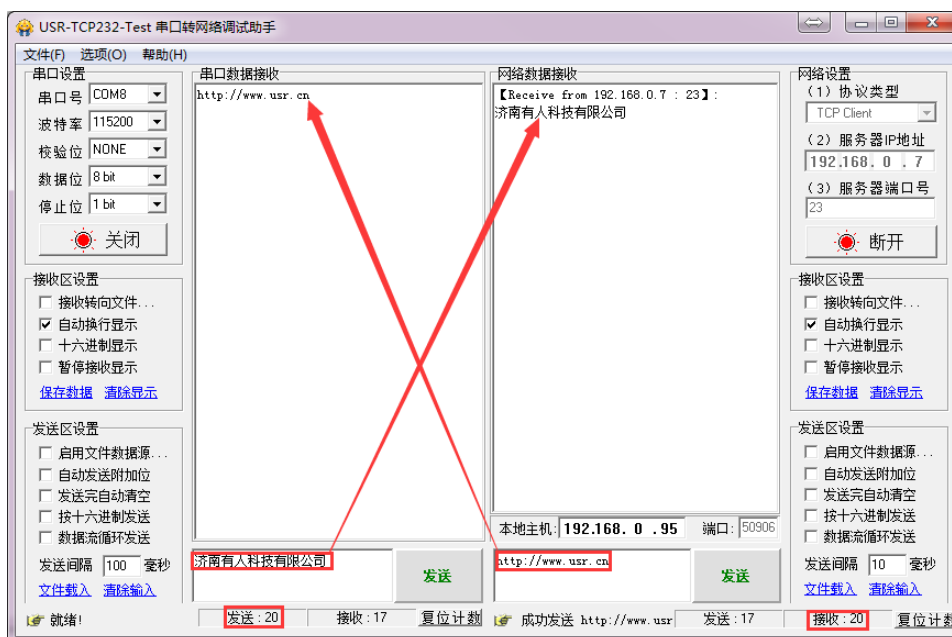 USR-TCP232-Test 串口转网络调试助手
文件(F) 选项(O) 帮助(H)
串口设置
串口号 COM8
波特率 115200
校验位 NONE
数据位 8 bit
停止位 1 bit
关闭
接收区设置
接收转向文件...
自动换行显示
十六进制显示
暂停接收显示
保存数据 清除显示
发送区设置
启用文件数据源...
自动发送附加位
发送完自动清空
按十六进制发送
数据流循环发送
发送间隔 100 毫秒
文件载入 清除输入
串口数据接收
http://www.usr.cn
济南有人科技有限公司
发送
网络数据接收
【Receive from 192.168.0.7 : 23】:
济南有人科技有限公司
本地主机: 192.168. 0 .95 端口: 50906
http://www.usr.cn
发送
网络设置
(1) 协议类型
TCP Client
(2) 服务器IP地址
192.168. 0 . 7
(3) 服务器端口号
23
断开
接收区设置
接收转向文件...
自动换行显示
十六进制显示
暂停接收显示
保存数据 清除显示
发送区设置
启用文件数据源...
自动发送附加位
发送完自动清空
按十六进制发送
数据流循环发送
发送间隔 10 毫秒
文件载入 清除输入
就绪! 发送:20 接收:17 复位计数 成功发送 http://www.usr 发送:17 接收:20 复位计数